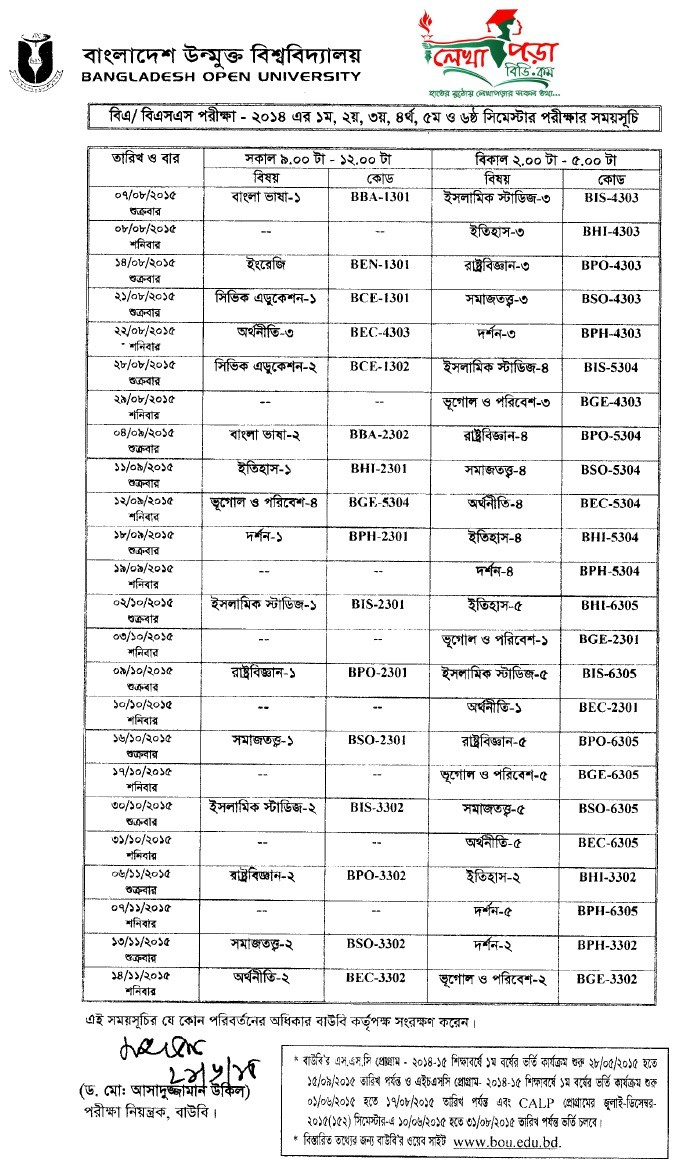 বাংলাদেশ উন্মুক্ত বিশ্ববিদ্যালয়
BANGLADESH OPEN UNIVERSITY
লেখা পড়া
বিডি.কম
হাতের মুঠোয় লেখাপড়ার সকল তথ্য...
বিএ/ বিএসএস পরীক্ষা - ২০১৪ এর ১ম, ২য়, ৩য়, ৪র্থ, ৫ম ও ৬ষ্ঠ সিমেস্টার পরীক্ষার সময়সূচি
তারিখ ও বার সকাল ৯.০০ টা - ১২.০০ টা বিকাল ২.০০ টা - ৫.০০ টা
বিষয় কোড বিষয় কোড
০৭/০৮/২০১৫ শুক্রবার বাংলা ভাষা-১ BBA-1301 ইসলামিক স্টাডিজ-৩ BIS-4303
০৮/০৮/২০১৫ শনিবার -- -- ইতিহাস-৩ BHI-4303
১৪/০৮/২০১৫ শুক্রবার ইংরেজি BEN-1301 রাষ্ট্রবিজ্ঞান-৩ BPO-4303
২১/০৮/২০১৫ শুক্রবার সিভিক এডুকেশন-১ BCE-1301 সমাজতত্ত্ব-৩ BSO-4303
২২/০৮/২০১৫ শনিবার অর্থনীতি-৩ BEC-4303 দর্শন-৩ BPH-4303
২৮/০৮/২০১৫ শুক্রবার সিভিক এডুকেশন-২ BCE-1302 ইসলামিক স্টাডিজ-৪ BIS-5304
২৯/০৮/২০১৫ শনিবার -- -- ভূগোল ও পরিবেশ-৩ BGE-4303
০৪/০৯/২০১৫ শুক্রবার বাংলা ভাষা-২ BBA-2302 রাষ্ট্রবিজ্ঞান-৪ BPO-5304
১১/০৯/২০১৫ শুক্রবার ইতিহাস-১ BHI-2301 সমাজতত্ত্ব-৪ BSO-5304
১২/০৯/২০১৫ শনিবার ভূগোল ও পরিবেশ-৪ BGE-5304 অর্থনীতি-৪ BEC-5304
১৮/০৯/২০১৫ শুক্রবার দর্শন-১ BPH-2301 ইতিহাস-৪ BHI-5304
১৯/০৯/২০১৫ শনিবার -- -- দর্শন-৪ BPH-5304
০২/১০/২০১৫ শুক্রবার ইসলামিক স্টাডিজ-১ BIS-2301 ইতিহাস-৫ BHI-6305
০৩/১০/২০১৫ শনিবার -- -- ভূগোল ও পরিবেশ-১ BGE-2301
০৯/১০/২০১৫ শুক্রবার রাষ্ট্রবিজ্ঞান-১ BPO-2301 ইসলামিক স্টাডিজ-৫ BIS-6305
১০/১০/২০১৫ শনিবার -- -- অর্থনীতি-১ BEC-2301
১৬/১০/২০১৫ শুক্রবার সমাজতত্ত্ব-১ BSO-2301 রাষ্ট্রবিজ্ঞান-৫ BPO-6305
১৭/১০/২০১৫ শনিবার -- -- ভূগোল ও পরিবেশ-৫ BGE-6305
৩০/১০/২০১৫ শুক্রবার ইসলামিক স্টাডিজ-২ BIS-3302 সমাজতত্ত্ব-৫ BSO-6305
৩১/১০/২০১৫ শনিবার -- -- অর্থনীতি-৫ BEC-6305
০৬/১১/২০১৫ শুক্রবার রাষ্ট্রবিজ্ঞান-২ BPO-3302 ইতিহাস-২ BHI-3302
০৭/১১/২০১৫ শনিবার -- -- দর্শন-৫ BPH-6305
১৩/১১/২০১৫ শুক্রবার সমাজতত্ত্ব-২ BSO-3302 দর্শন-২ BPH-3302
১৪/১১/২০১৫ শনিবার অর্থনীতি-২ BEC-3302 ভূগোল ও পরিবেশ-২ BGE-3302
এই সময়সূচির যে কোন পরিবর্তনের অধিকার বাউবি কর্তৃপক্ষ সংরক্ষণ করেন।
(ড. মো: আসাদুজ্জামান উকিল)
পরীক্ষা নিয়ন্ত্রক, বাউবি।
* বাউবি'র এস.এস.সি প্রোগ্রাম - ২০১৪-১৫ শিক্ষাবর্ষে ১ম বর্ষের ভর্তি কার্যক্রম শুরু ২৮/০৫/২০১৫ হতে
১৫/০৯/২০১৫ তারিখ পর্যন্ত ও এইচএসসি প্রোগ্রাম- ২০১৪-১৫ শিক্ষাবর্ষে ১ম বর্ষের ভর্তি কার্যক্রম শুরু
০১/০৬/২০১৫ হতে ১৭/০৮/২০১৫ তারিখ পর্যন্ত এবং CALP প্রোগ্রামের জুলাই-ডিসেম্বর-
২০১৫(১৫২) সিমেস্টার-এ ১০/০৬/২০১৫ হতে ৩১/০৮/২০১৫ তারিখ পর্যন্ত ভর্তি চলবে।
* বিস্তারিত তথ্যের জন্য বাউবি'র ওয়েব সাইট www.bou.edu.bd.